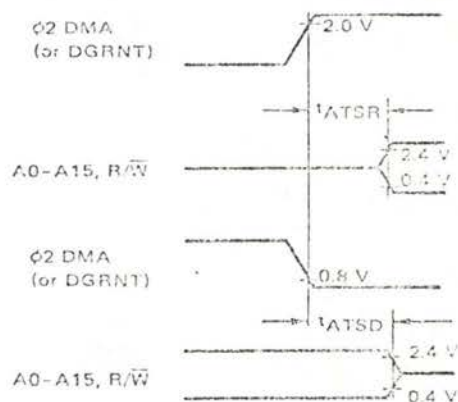 φ2 DMA
(or DGRNT)
2.0 V
tATSR
A0–A15, R/W̅
2.4 V
0.4 V
φ2 DMA
(or DGRNT)
0.8 V
tATSD
A0–A15, R/W̅
2.4 V
0.4 V